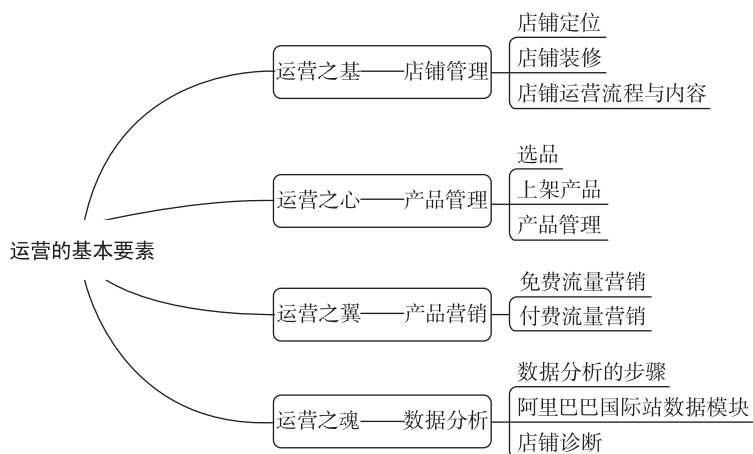 运营的基本要素
运营之基——店铺管理
店铺定位
店铺装修
店铺运营流程与内容
运营之心——产品管理
选品
上架产品
产品管理
运营之翼——产品营销
免费流量营销
付费流量营销
运营之魂——数据分析
数据分析的步骤
阿里巴巴国际站数据模块
店铺诊断